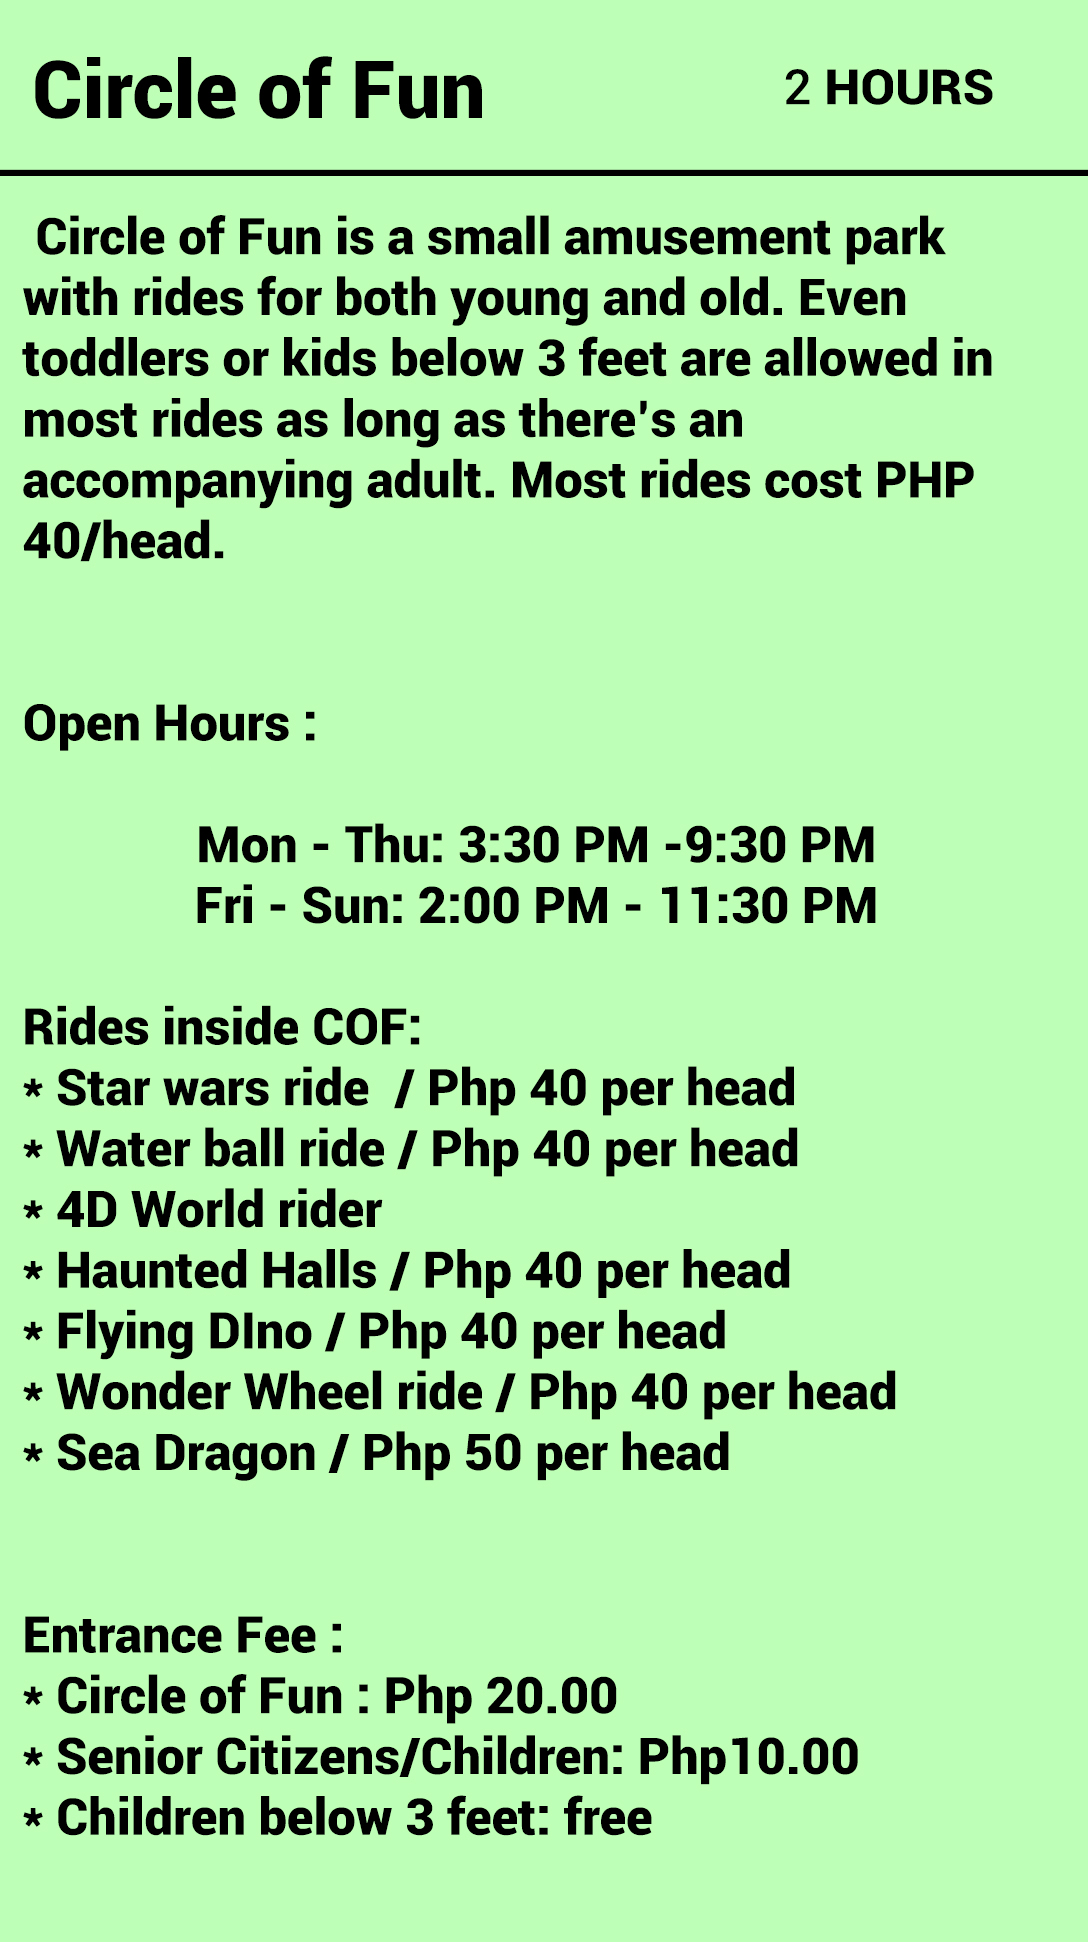 Circle of Fun
2 HOURS
Circle of Fun is a small amusement park
with rides for both young and old. Even
toddlers or kids below 3 feet are allowed in
most rides as long as there's an
accompanying adult. Most rides cost PHP
40/head.
Open Hours :
Mon - Thu: 3:30 PM -9:30 PM
Fri - Sun: 2:00 PM - 11:30 PM
Rides inside COF:
* Star wars ride  / Php 40 per head
* Water ball ride / Php 40 per head
* 4D World rider
* Haunted Halls / Php 40 per head
* Flying DIno / Php 40 per head
* Wonder Wheel ride / Php 40 per head
* Sea Dragon / Php 50 per head
Entrance Fee :
* Circle of Fun : Php 20.00
* Senior Citizens/Children: Php10.00
* Children below 3 feet: free